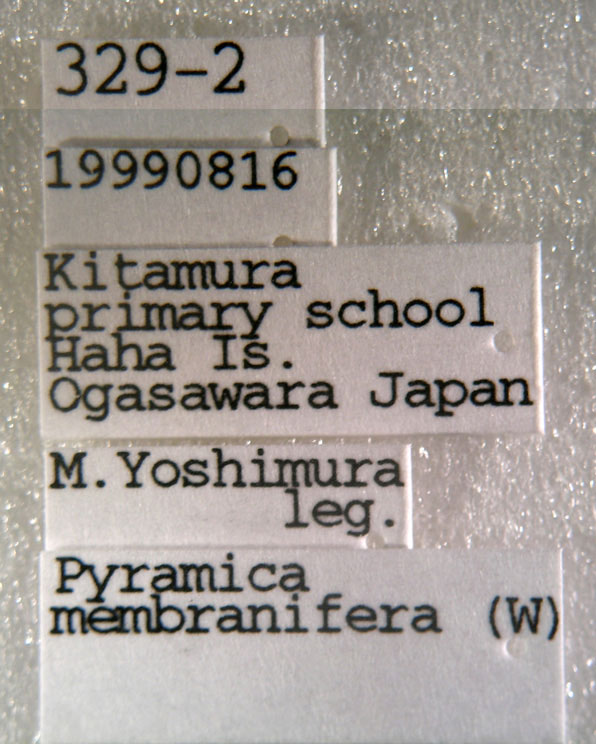 329-2
19990816
Kitamura
primary school
Haha Is.
Ogasawara Japan
M.Yoshimura
leg.
Pyramica
membranifera (W)